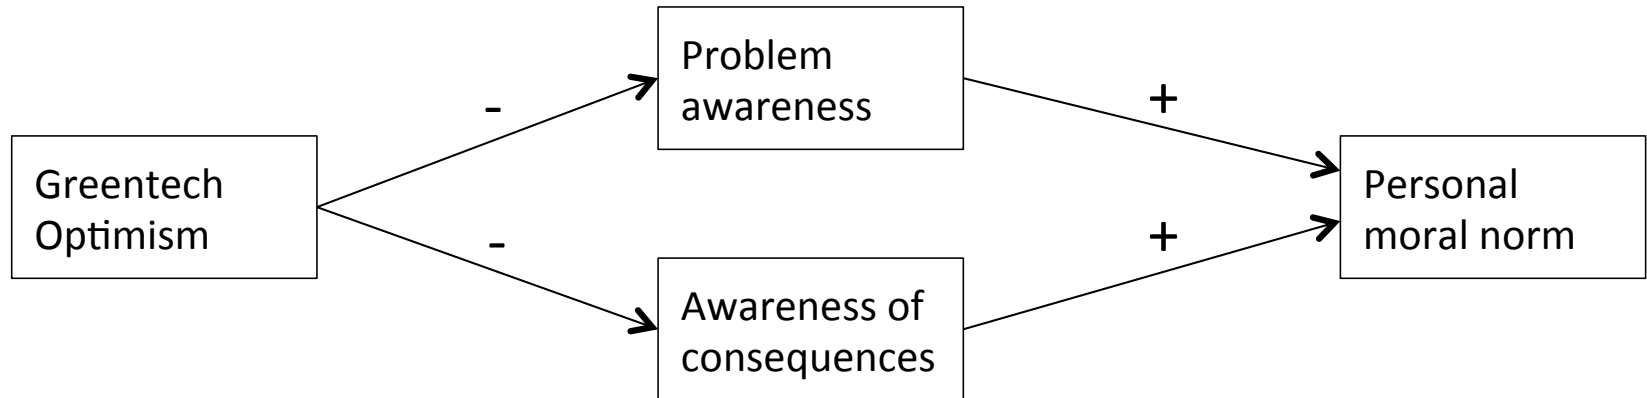 Problem
awareness
-
+
Greentech
Optimism
Personal
moral norm
-
+
Awareness of
consequences